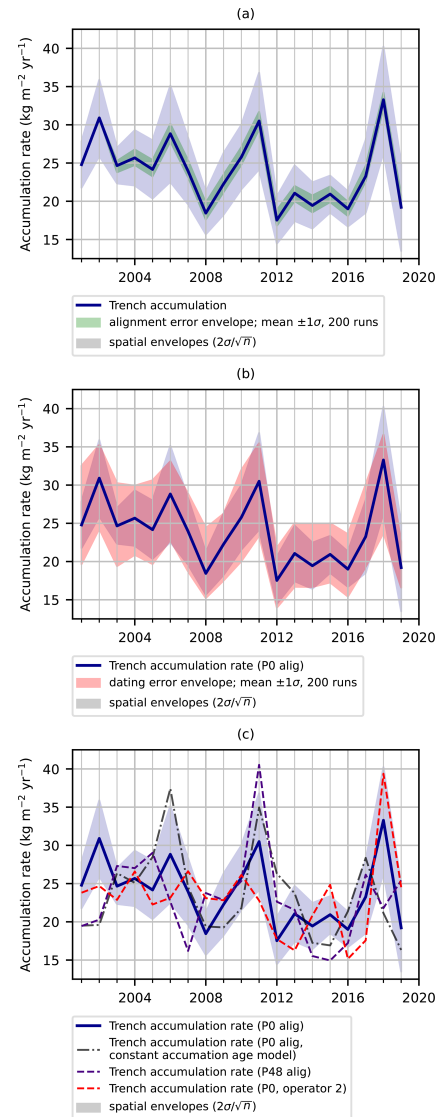 (a)
Accumulation rate (kg m⁻² yr⁻¹)
40
35
30
25
20
15
2004 2008 2012 2016 2020
Trench accumulation
alignment error envelope; mean ±1σ, 200 runs
spatial envelopes (2σ/√n)
(b)
Accumulation rate (kg m⁻² yr⁻¹)
40
35
30
25
20
15
2004 2008 2012 2016 2020
Trench accumulation rate (P0 alig)
dating error envelope; mean ±1σ, 200 runs
spatial envelopes (2σ/√n)
(c)
Accumulation rate (kg m⁻² yr⁻¹)
40
35
30
25
20
15
2004 2008 2012 2016 2020
Trench accumulation rate (P0 alig)
Trench accumulation rate (P0 alig,
constant accumation age model)
Trench accumulation rate (P48 alig)
Trench accumulation rate (P0, operator 2)
spatial envelopes (2σ/√n)